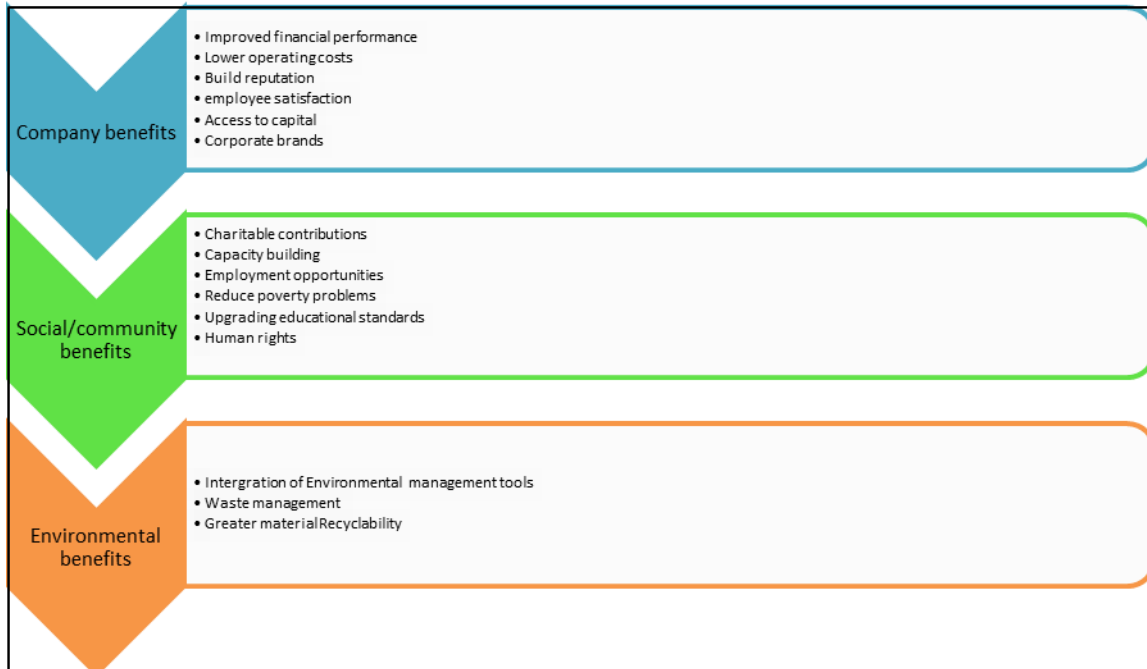 Company benefits
• Improved financial performance
• Lower operating costs
• Build reputation
• employee satisfaction
• Access to capital
• Corporate brands
Social/community
benefits
• Charitable contributions
• Capacity building
• Employment opportunities
• Reduce poverty problems
• Upgrading educational standards
• Human rights
Environmental
benefits
• Intergration of Environmental management tools
• Waste management
• Greater material Recyclability